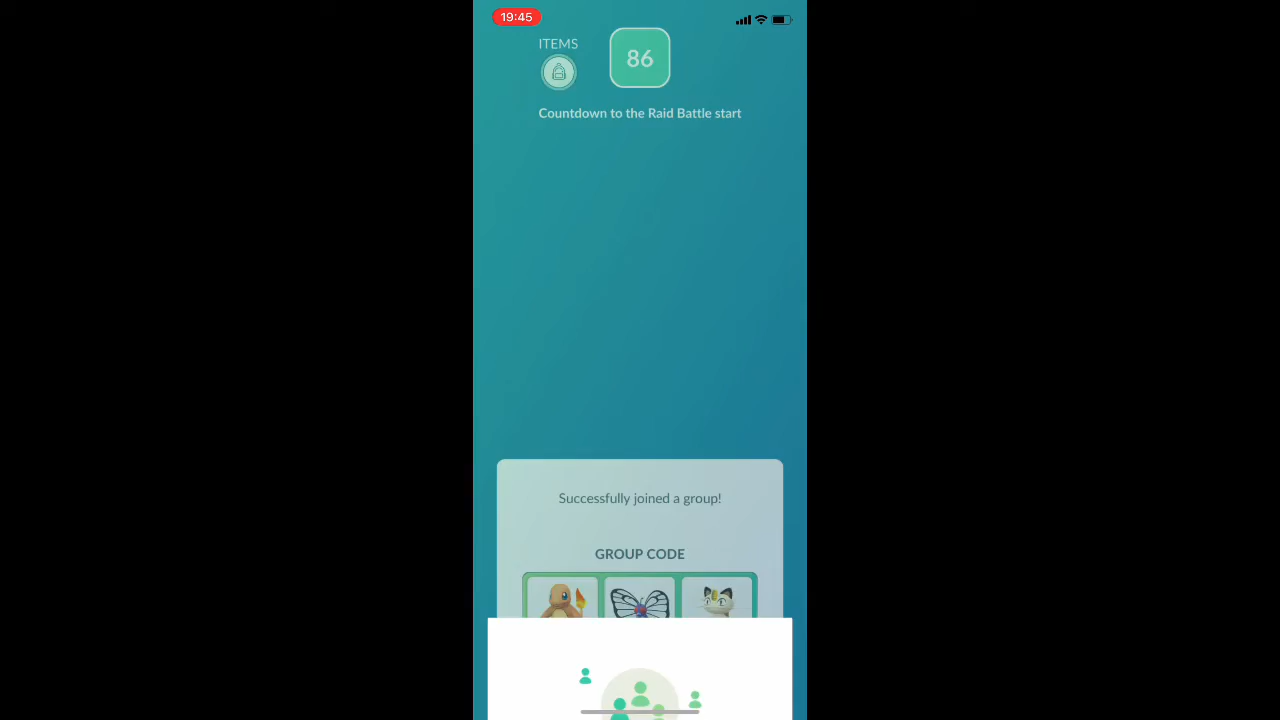 19:45
ITEMS
86
Countdown to the Raid Battle start
Successfully joined a group!
GROUP CODE